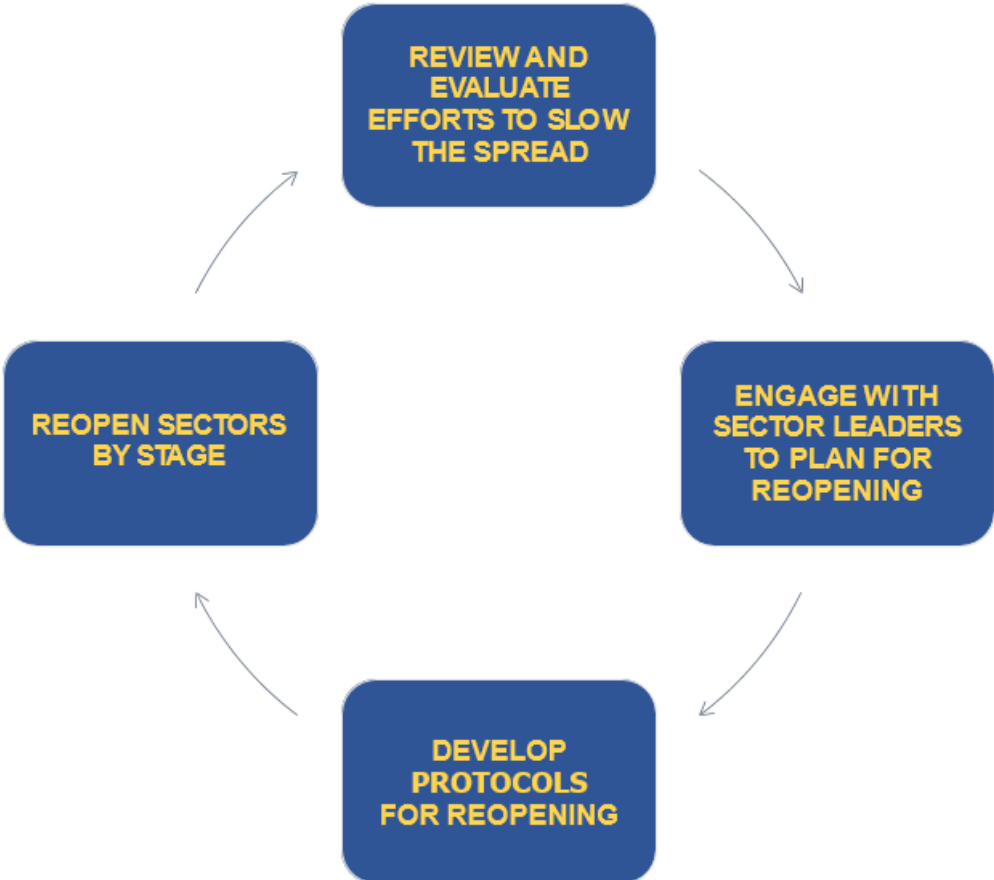 REVIEW AND
EVALUATE
EFFORTS TO SLOW
THE SPREAD
ENGAGE WITH
SECTOR LEADERS
TO PLAN FOR
REOPENING
DEVELOP
PROTOCOLS
FOR REOPENING
REOPEN SECTORS
BY STAGE